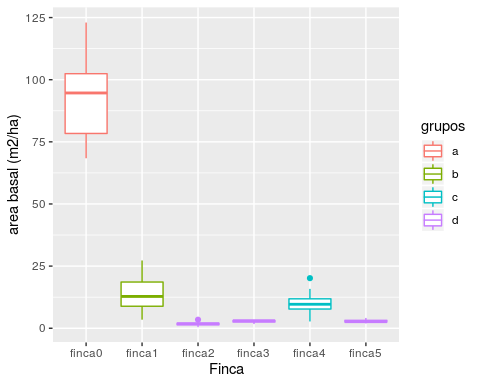 area basal (m2/ha)
125
100
75
50
25
0
finca0 finca1 finca2 finca3 finca4 finca5
Finca
grupos
a
b
c
d